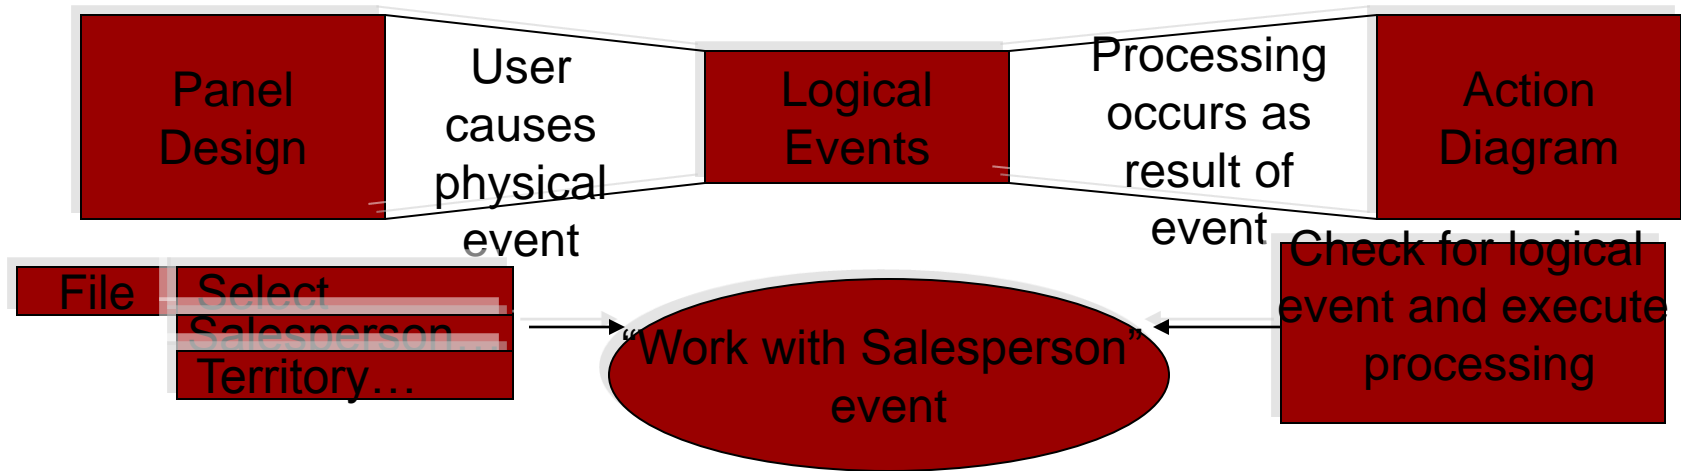 Panel
Design
User
causes
physical
event
Logical
Events
Processing
occurs as
result of
event
Action
Diagram
File
Select
Salesperson…
Territory…
“Work with Salesperson”
event
Check for logical
event and execute
processing